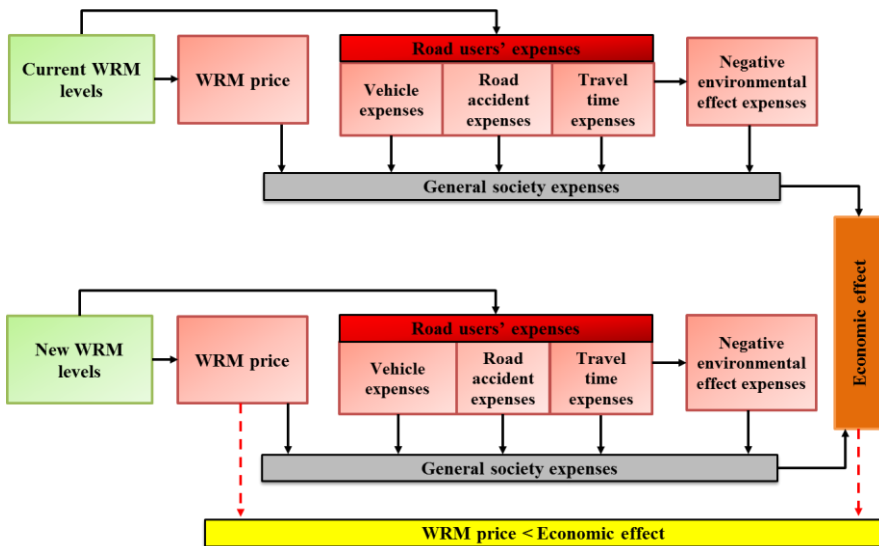 Road users’ expenses
Current WRM
levels
WRM price
Vehicle
expenses
Road
accident
expenses
Travel
time
expenses
Negative
environmental
effect expenses
General society expenses
Economic effect
Road users’ expenses
New WRM
levels
WRM price
Vehicle
expenses
Road
accident
expenses
Travel
time
expenses
Negative
environmental
effect expenses
General society expenses
WRM price < Economic effect